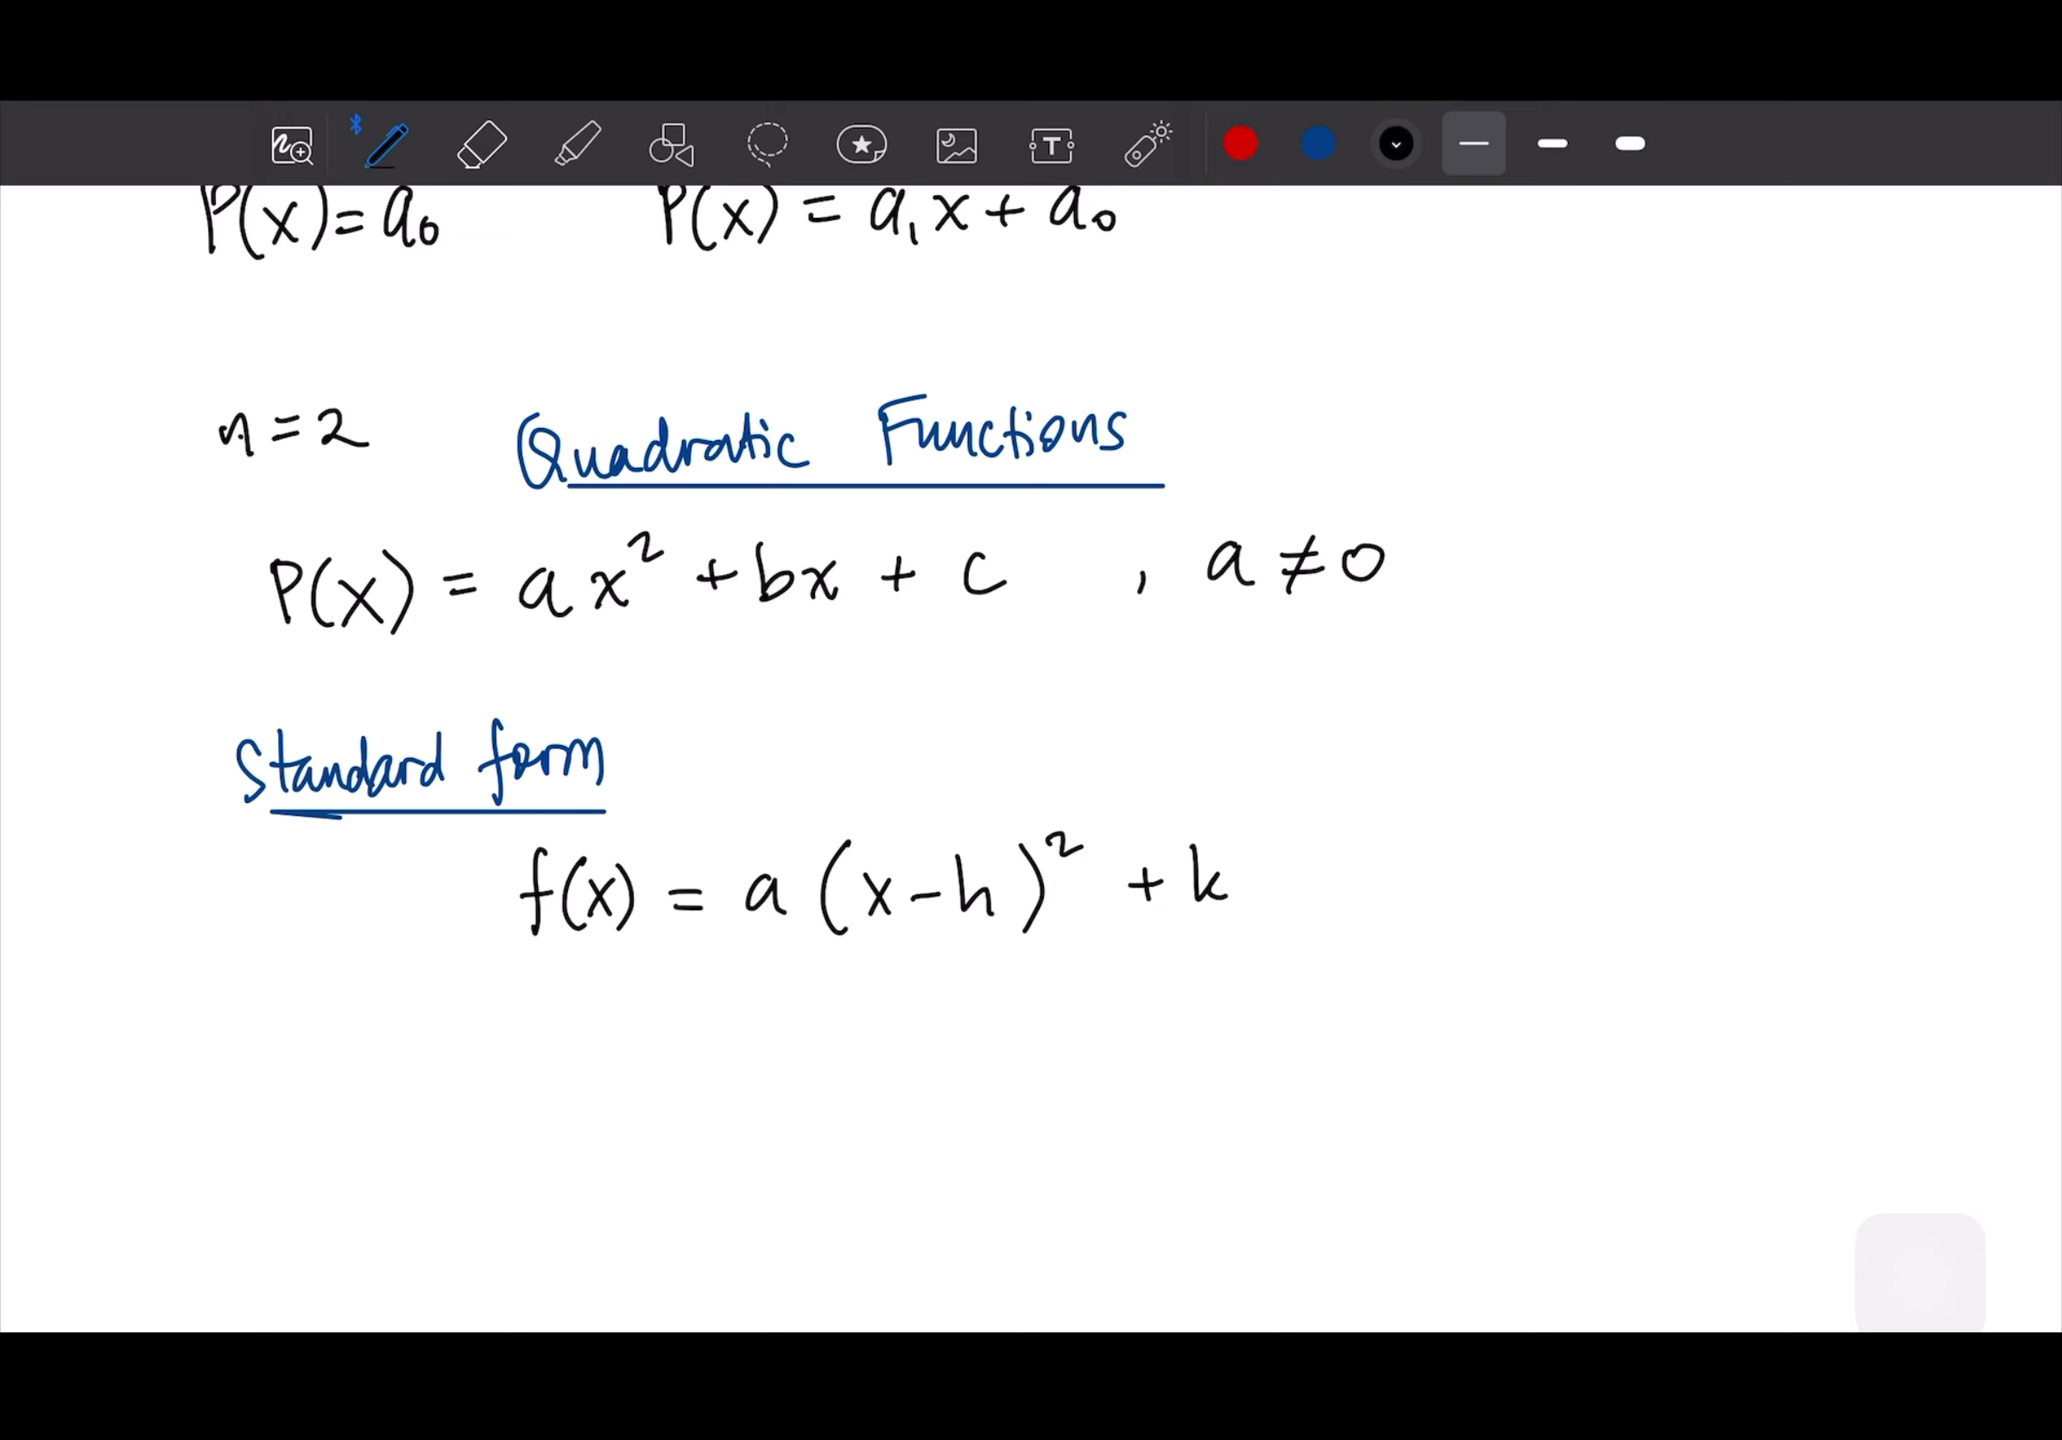 P(x) = a₀ P(x) = a₁x + a₀
n = 2 Quadratic Functions
P(x) = ax² + bx + c , a ≠ 0
Standard form
f(x) = a(x-h)² + k